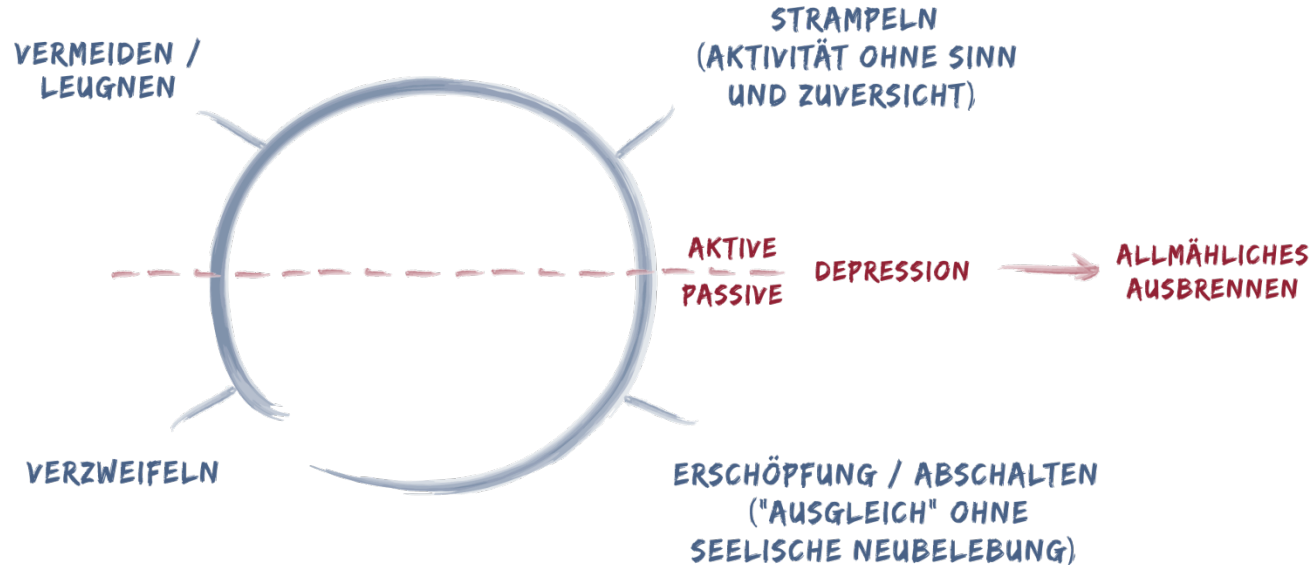 VERMEIDEN /
LEUGNEN
STRAMPELN
(AKTIVITÄT OHNE SINN
UND ZUVERSICHT)
AKTIVE
PASSIVE
DEPRESSION
ALLMÄHLICHES
AUSBRENNEN
VERZWEIFELN
ERSCHÖPFUNG / ABSCHALTEN
("AUSGLEICH" OHNE
SEELISCHE NEUBELEBUNG)